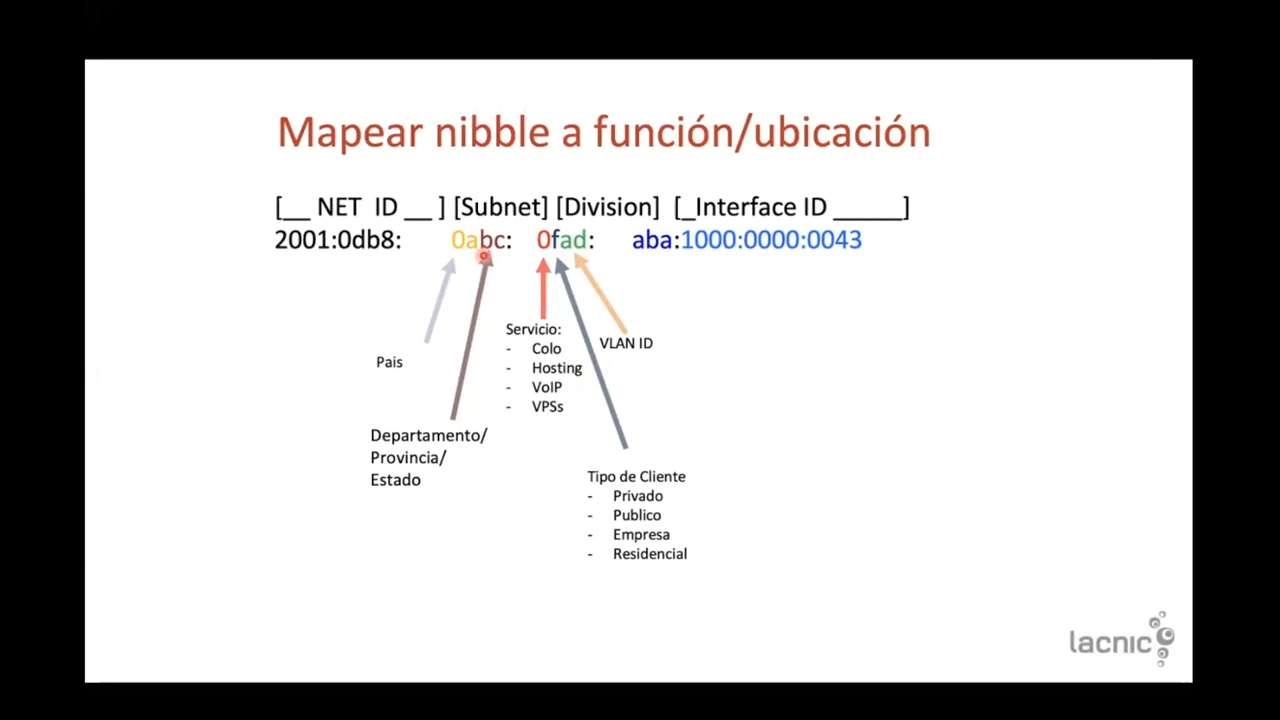 Mapear nibble a función/ubicación
[__ NET ID __ ] [Subnet] [Division] [_Interface ID _____]
2001:0db8: 0abc: 0fad: aba:1000:0000:0043
Pais
Departamento/
Provincia/
Estado
Servicio:
- Colo
- Hosting
- VoIP
- VPSs
VLAN ID
Tipo de Cliente
- Privado
- Publico
- Empresa
- Residencial
lacnic